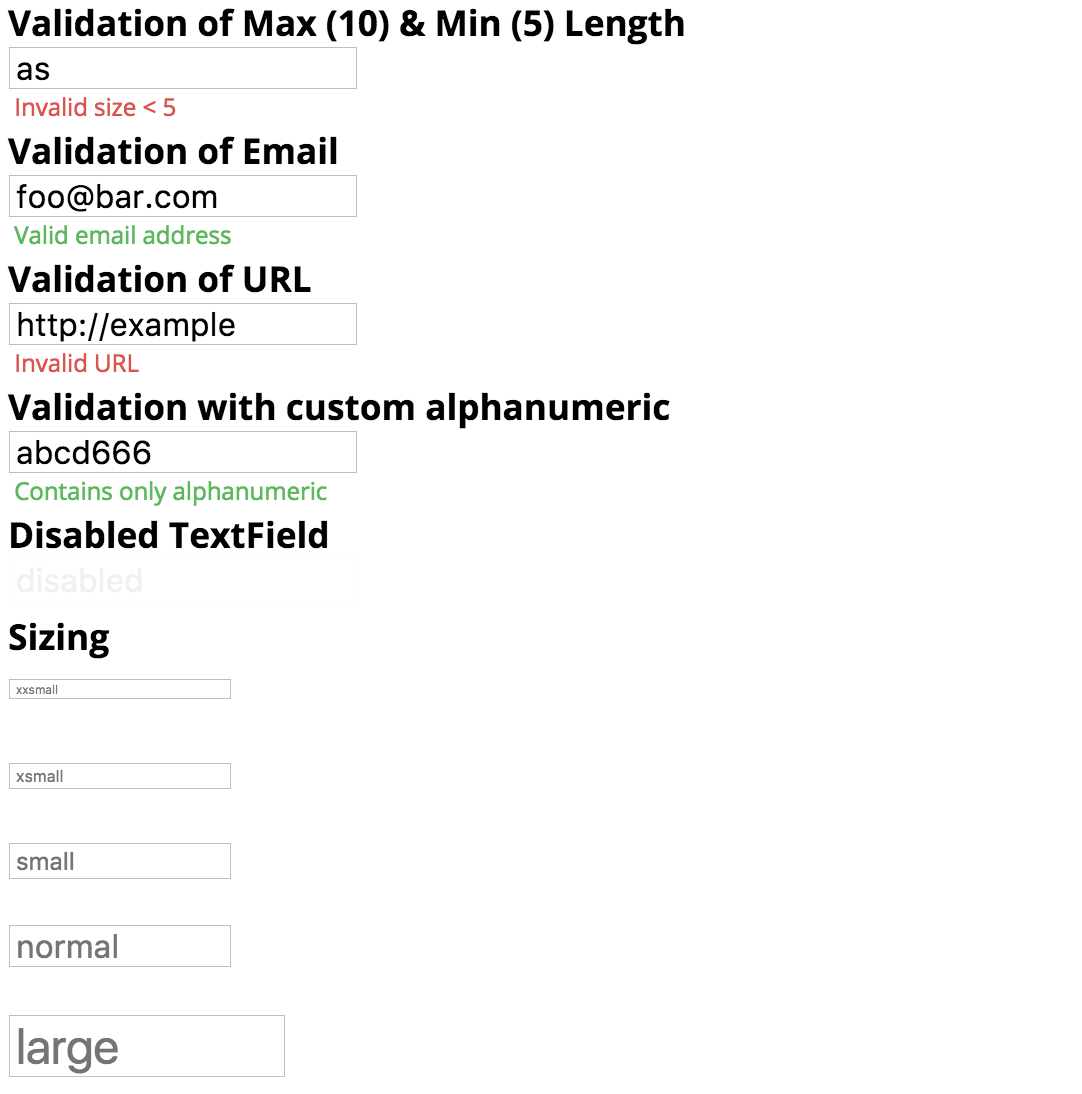 Validation of Max (10) & Min (5) Length
as
Invalid size < 5
Validation of Email
foo@bar.com
Valid email address
Validation of URL
http://example
Invalid URL
Validation with custom alphanumeric
abcd666
Contains only alphanumeric
Disabled TextField
disabled
Sizing
xxsmall
xsmall
small
normal
large